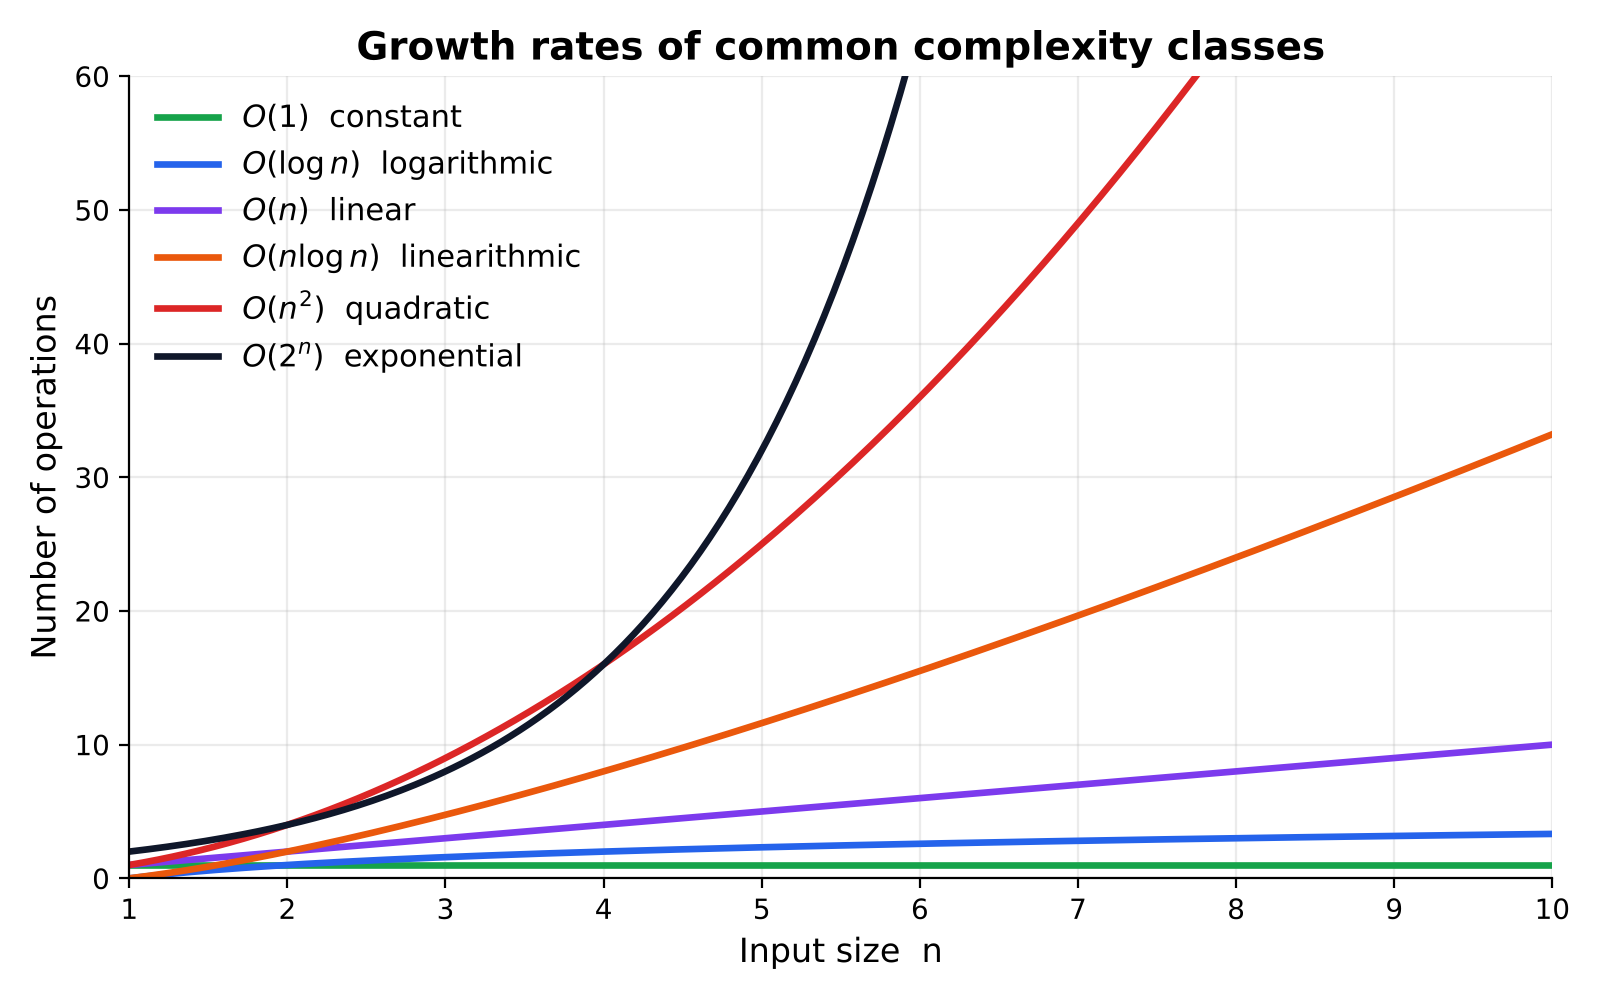 Growth rates of common complexity classes
60
50
40
30
20
10
0
Number of operations
O(1) constant
O(log n) logarithmic
O(n) linear
O(n log n) linearithmic
O(n²) quadratic
O(2ⁿ) exponential
1 2 3 4 5 6 7 8 9 10
Input size n